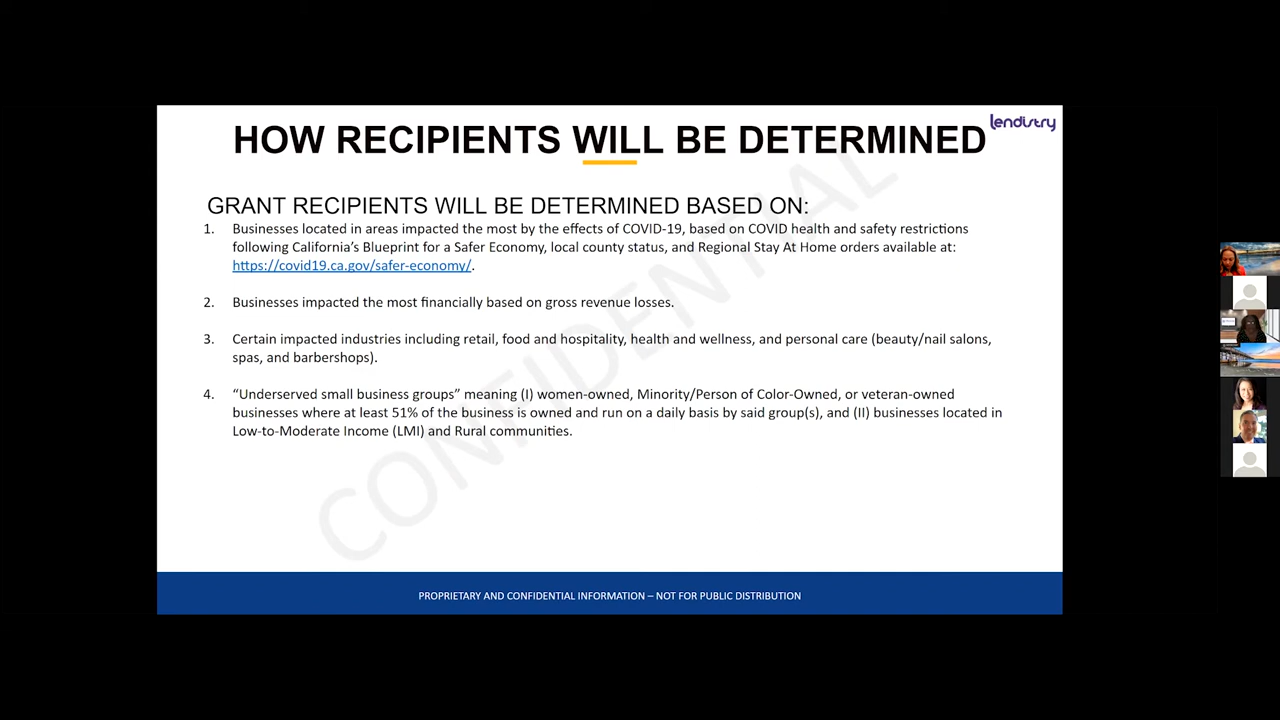 HOW RECIPIENTS WILL BE DETERMINED
lendistry
GRANT RECIPIENTS WILL BE DETERMINED BASED ON:
1. Businesses located in areas impacted the most by the effects of COVID-19, based on COVID health and safety restrictions
following California's Blueprint for a Safer Economy, local county status, and Regional Stay At Home orders available at:
https://covid19.ca.gov/safer-economy/.
2. Businesses impacted the most financially based on gross revenue losses.
3. Certain impacted industries including retail, food and hospitality, health and wellness, and personal care (beauty/nail salons,
spas, and barbershops).
4. “Underserved small business groups” meaning (I) women-owned, Minority/Person of Color-Owned, or veteran-owned
businesses where at least 51% of the business is owned and run on a daily basis by said group(s), and (II) businesses located in
Low-to-Moderate Income (LMI) and Rural communities.
CONFIDENTIAL
PROPRIETARY AND CONFIDENTIAL INFORMATION – NOT FOR PUBLIC DISTRIBUTION